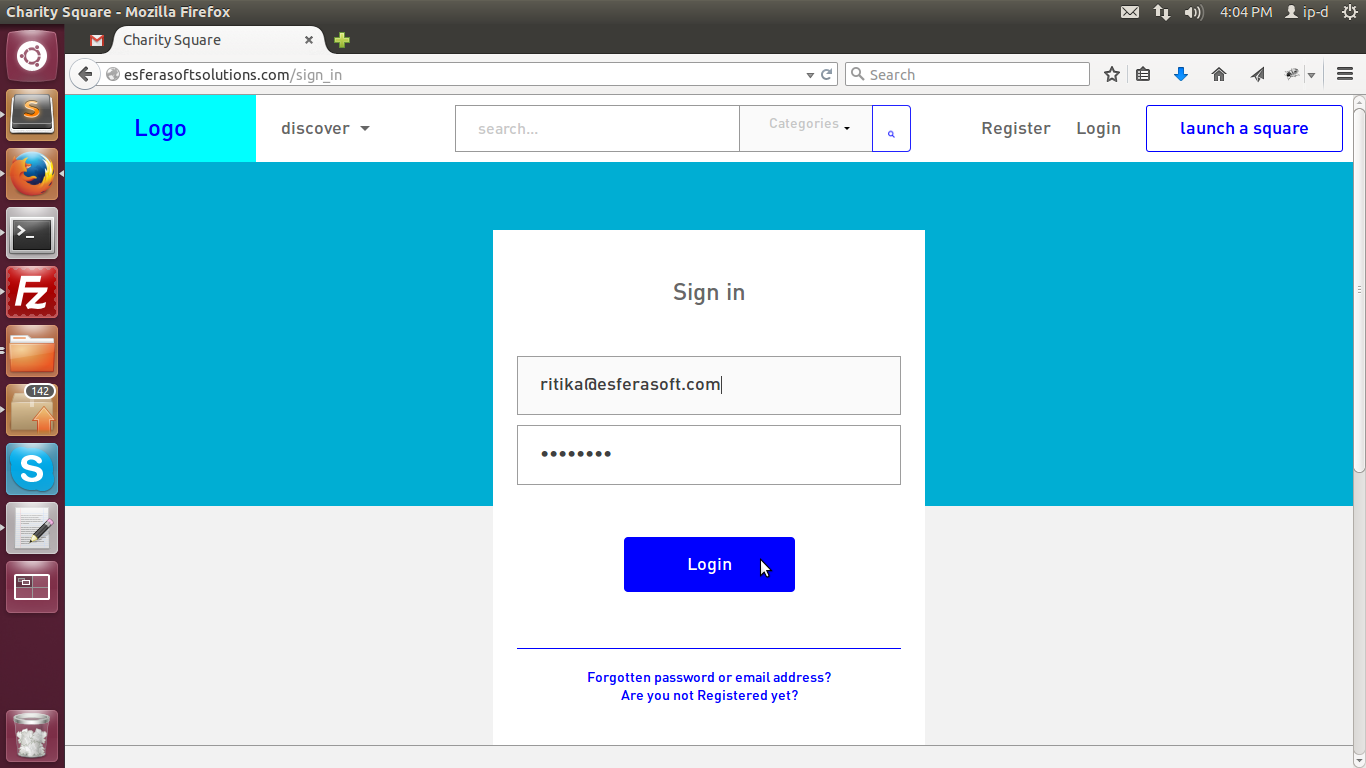 Charity Square - Mozilla Firefox
4:04 PM ip-d
Charity Square
esferasoftsolutions.com/sign_in
Search
Logo
discover
search...
Categories
Register
Login
launch a square
Sign in
ritika@esferasoft.com
••••••••
Login
Forgotten password or email address?
Are you not Registered yet?
S
Fz
142
S